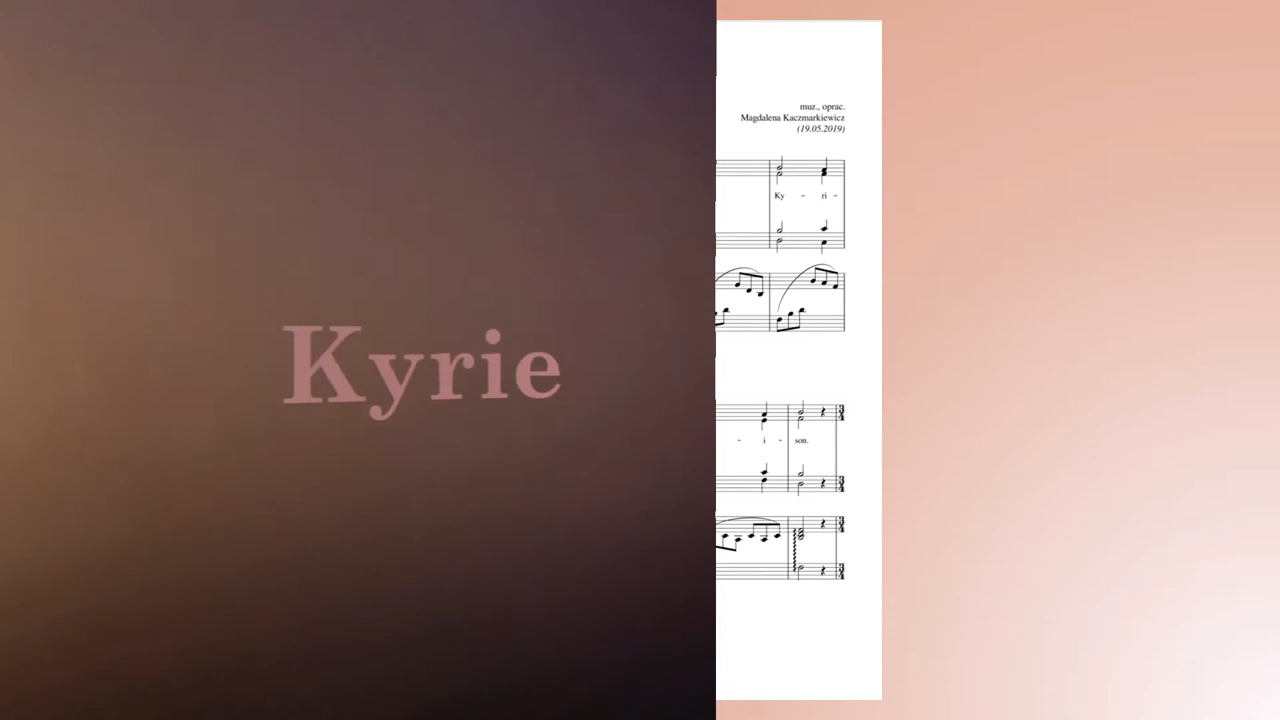 Kyrie
muz., oprac.
Magdalena Kaczmarkiewicz
(19.05.2019)
Ky - ri -
- i - son.